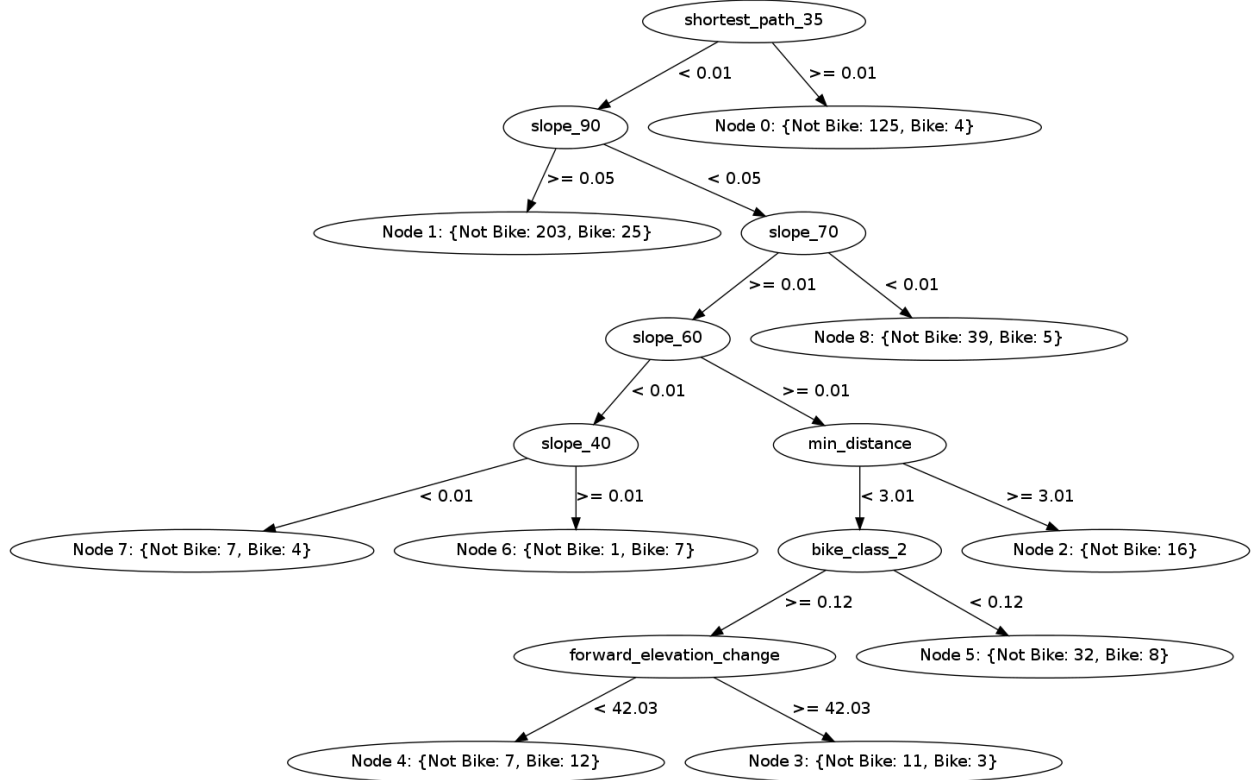 shortest_path_35
< 0.01
>= 0.01
slope_90
Node 0: {Not Bike: 125, Bike: 4}
>= 0.05
< 0.05
Node 1: {Not Bike: 203, Bike: 25}
slope_70
>= 0.01
< 0.01
slope_60
Node 8: {Not Bike: 39, Bike: 5}
< 0.01
>= 0.01
slope_40
min_distance
< 0.01
>= 0.01
< 3.01
>= 3.01
Node 7: {Not Bike: 7, Bike: 4}
Node 6: {Not Bike: 1, Bike: 7}
bike_class_2
Node 2: {Not Bike: 16}
>= 0.12
< 0.12
forward_elevation_change
Node 5: {Not Bike: 32, Bike: 8}
< 42.03
>= 42.03
Node 4: {Not Bike: 7, Bike: 12}
Node 3: {Not Bike: 11, Bike: 3}